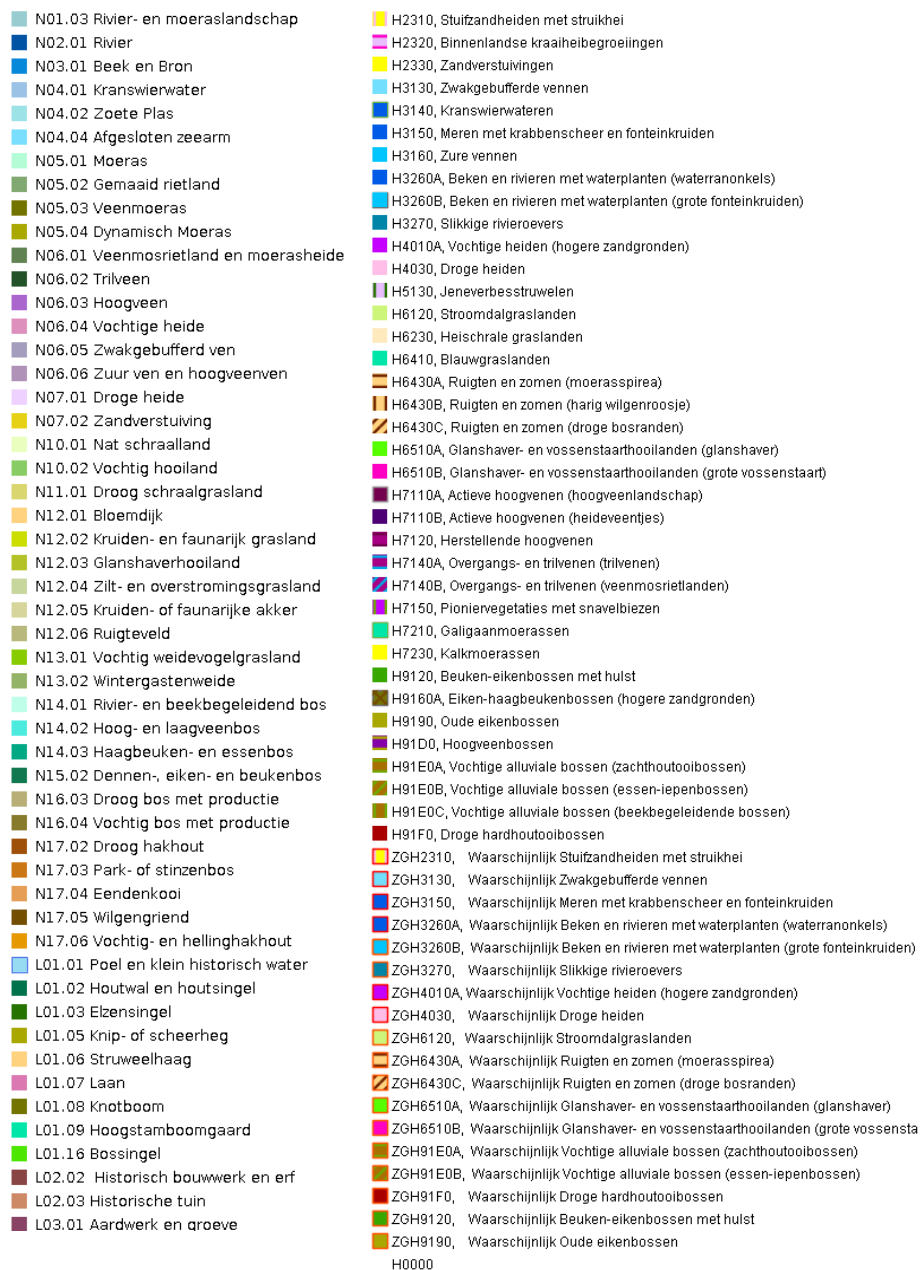 N01.03 Rivier- en moeraslandschap
N02.01 Rivier
N03.01 Beek en Bron
N04.01 Kranswierwater
N04.02 Zoete Plas
N04.04 Afgesloten zeearm
N05.01 Moeras
N05.02 Gemaaid rietland
N05.03 Veenmoeras
N05.04 Dynamisch Moeras
N06.01 Veenmosrietland en moerasheide
N06.02 Trilveen
N06.03 Hoogveen
N06.04 Vochtige heide
N06.05 Zwakgebufferd ven
N06.06 Zuur ven en hoogveenven
N07.01 Droge heide
N07.02 Zandverstuiving
N10.01 Nat schraalland
N10.02 Vochtig hooiland
N11.01 Droog schraalgrasland
N12.01 Bloemdijk
N12.02 Kruiden- en faunarijk grasland
N12.03 Glanshaverhooiland
N12.04 Zilt- en overstromingsgrasland
N12.05 Kruiden- of faunarijke akker
N12.06 Ruigteveld
N13.01 Vochtig weidevogelgrasland
N13.02 Wintergastenweide
N14.01 Rivier- en beekbegeleidend bos
N14.02 Hoog- en laagveenbos
N14.03 Haagbeuken- en essenbos
N15.02 Dennen-, eiken- en beukenbos
N16.03 Droog bos met productie
N16.04 Vochtig bos met productie
N17.02 Droog hakhout
N17.03 Park- of stinzenbos
N17.04 Eendenkooi
N17.05 Wilgengriend
N17.06 Vochtig- en hellinghakhout
L01.01 Poel en klein historisch water
L01.02 Houtwal en houtsingel
L01.03 Elzensingel
L01.05 Knip- of scheerheg
L01.06 Struweelhaag
L01.07 Laan
L01.08 Knotboom
L01.09 Hoogstamboomgaard
L01.16 Bossingel
L02.02 Historisch bouwwerk en erf
L02.03 Historische tuin
L03.01 Aardwerk en groeve
H2310, Stuifzandheiden met struikhei
H2320, Binnenlandse kraaiheibegroeiingen
H2330, Zandverstuivingen
H3130, Zwakgebufferde vennen
H3140, Kranswierwateren
H3150, Meren met krabbenscheer en fonteinkruiden
H3160, Zure vennen
H3260A, Beken en rivieren met waterplanten (waterranonkels)
H3260B, Beken en rivieren met waterplanten (grote fonteinkruiden)
H3270, Slikkige rivieroevers
H4010A, Vochtige heiden (hogere zandgronden)
H4030, Droge heiden
H5130, Jeneverbesstruwelen
H6120, Stroomdalgraslanden
H6230, Heischrale graslanden
H6410, Blauwgraslanden
H6430A, Ruigten en zomen (moerasspirea)
H6430B, Ruigten en zomen (harig wilgenroosje)
H6430C, Ruigten en zomen (droge bosranden)
H6510A, Glanshaver- en vossenstaarthooilanden (glanshaver)
H6510B, Glanshaver- en vossenstaarthooilanden (grote vossenstaart)
H7110A, Actieve hoogvenen (hoogveenlandschap)
H7110B, Actieve hoogvenen (heideveentjes)
H7120, Herstellende hoogvenen
H7140A, Overgangs- en trilvenen (trilvenen)
H7140B, Overgangs- en trilvenen (veenmosrietlanden)
H7150, Pioniervegetaties met snavelbiezen
H7210, Galigaanmoerassen
H7230, Kalkmoerassen
H9120, Beuken-eikenbossen met hulst
H9160A, Eiken-haagbeukenbossen (hogere zandgronden)
H9190, Oude eikenbossen
H91D0, Hoogveenbossen
H91E0A, Vochtige alluviale bossen (zachthoutooibossen)
H91E0B, Vochtige alluviale bossen (essen-iepenbossen)
H91E0C, Vochtige alluviale bossen (beekbegeleidende bossen)
H91F0, Droge hardhoutooibossen
ZGH2310, Waarschijnlijk Stuifzandheiden met struikhei
ZGH3130, Waarschijnlijk Zwakgebufferde vennen
ZGH3150, Waarschijnlijk Meren met krabbenscheer en fonteinkruiden
ZGH3260A, Waarschijnlijk Beken en rivieren met waterplanten (waterranonkels)
ZGH3260B, Waarschijnlijk Beken en rivieren met waterplanten (grote fonteinkruiden)
ZGH3270, Waarschijnlijk Slikkige rivieroevers
ZGH4010A, Waarschijnlijk Vochtige heiden (hogere zandgronden)
ZGH4030, Waarschijnlijk Droge heiden
ZGH6120, Waarschijnlijk Stroomdalgraslanden
ZGH6430A, Waarschijnlijk Ruigten en zomen (moerasspirea)
ZGH6430C, Waarschijnlijk Ruigten en zomen (droge bosranden)
ZGH6510A, Waarschijnlijk Glanshaver- en vossenstaarthooilanden (glanshaver)
ZGH6510B, Waarschijnlijk Glanshaver- en vossenstaarthooilanden (grote vossensta
ZGH91E0A, Waarschijnlijk Vochtige alluviale bossen (zachthoutooibossen)
ZGH91E0B, Waarschijnlijk Vochtige alluviale bossen (essen-iepenbossen)
ZGH91F0, Waarschijnlijk Droge hardhoutooibossen
ZGH9120, Waarschijnlijk Beuken-eikenbossen met hulst
ZGH9190, Waarschijnlijk Oude eikenbossen
H0000